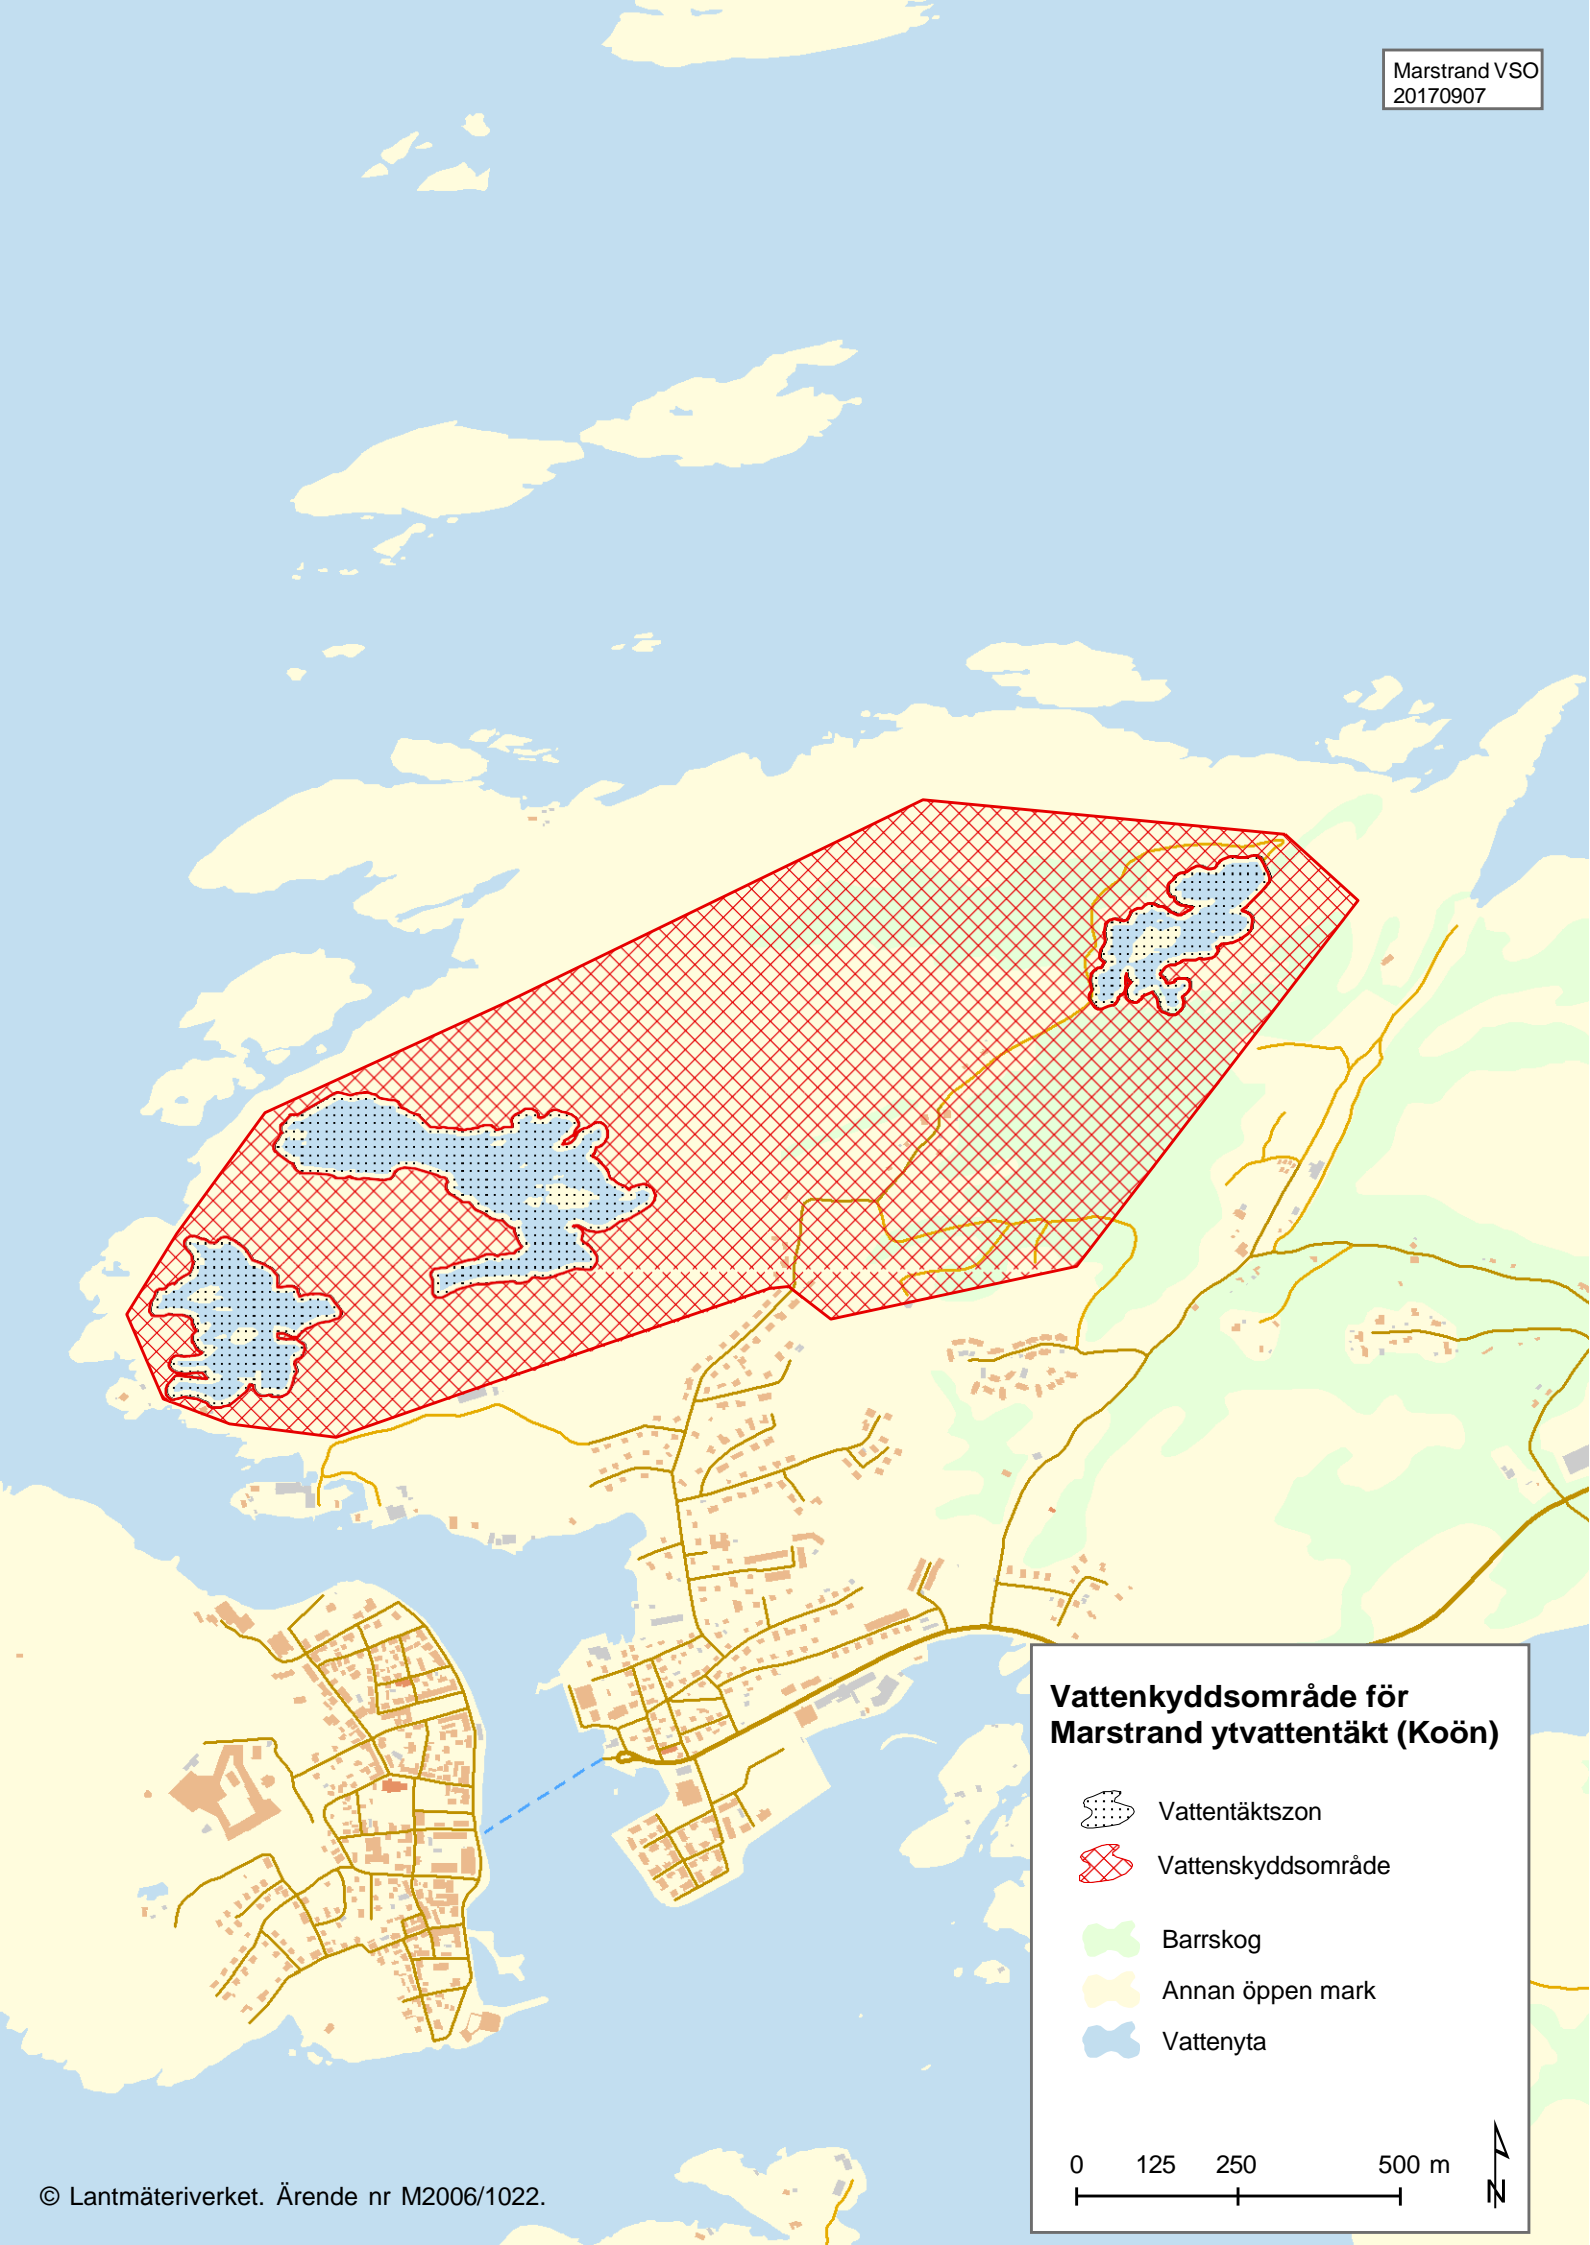 Marstrand VSO
20170907
Vattenkyddsområde för
Marstrand ytvattentäkt (Koön)
Vattentäktszon
Vattenskyddsområde
Barrskog
Annan öppen mark
Vattenyta
0 125 250 500 m
N
© Lantmäteriverket. Ärende nr M2006/1022.